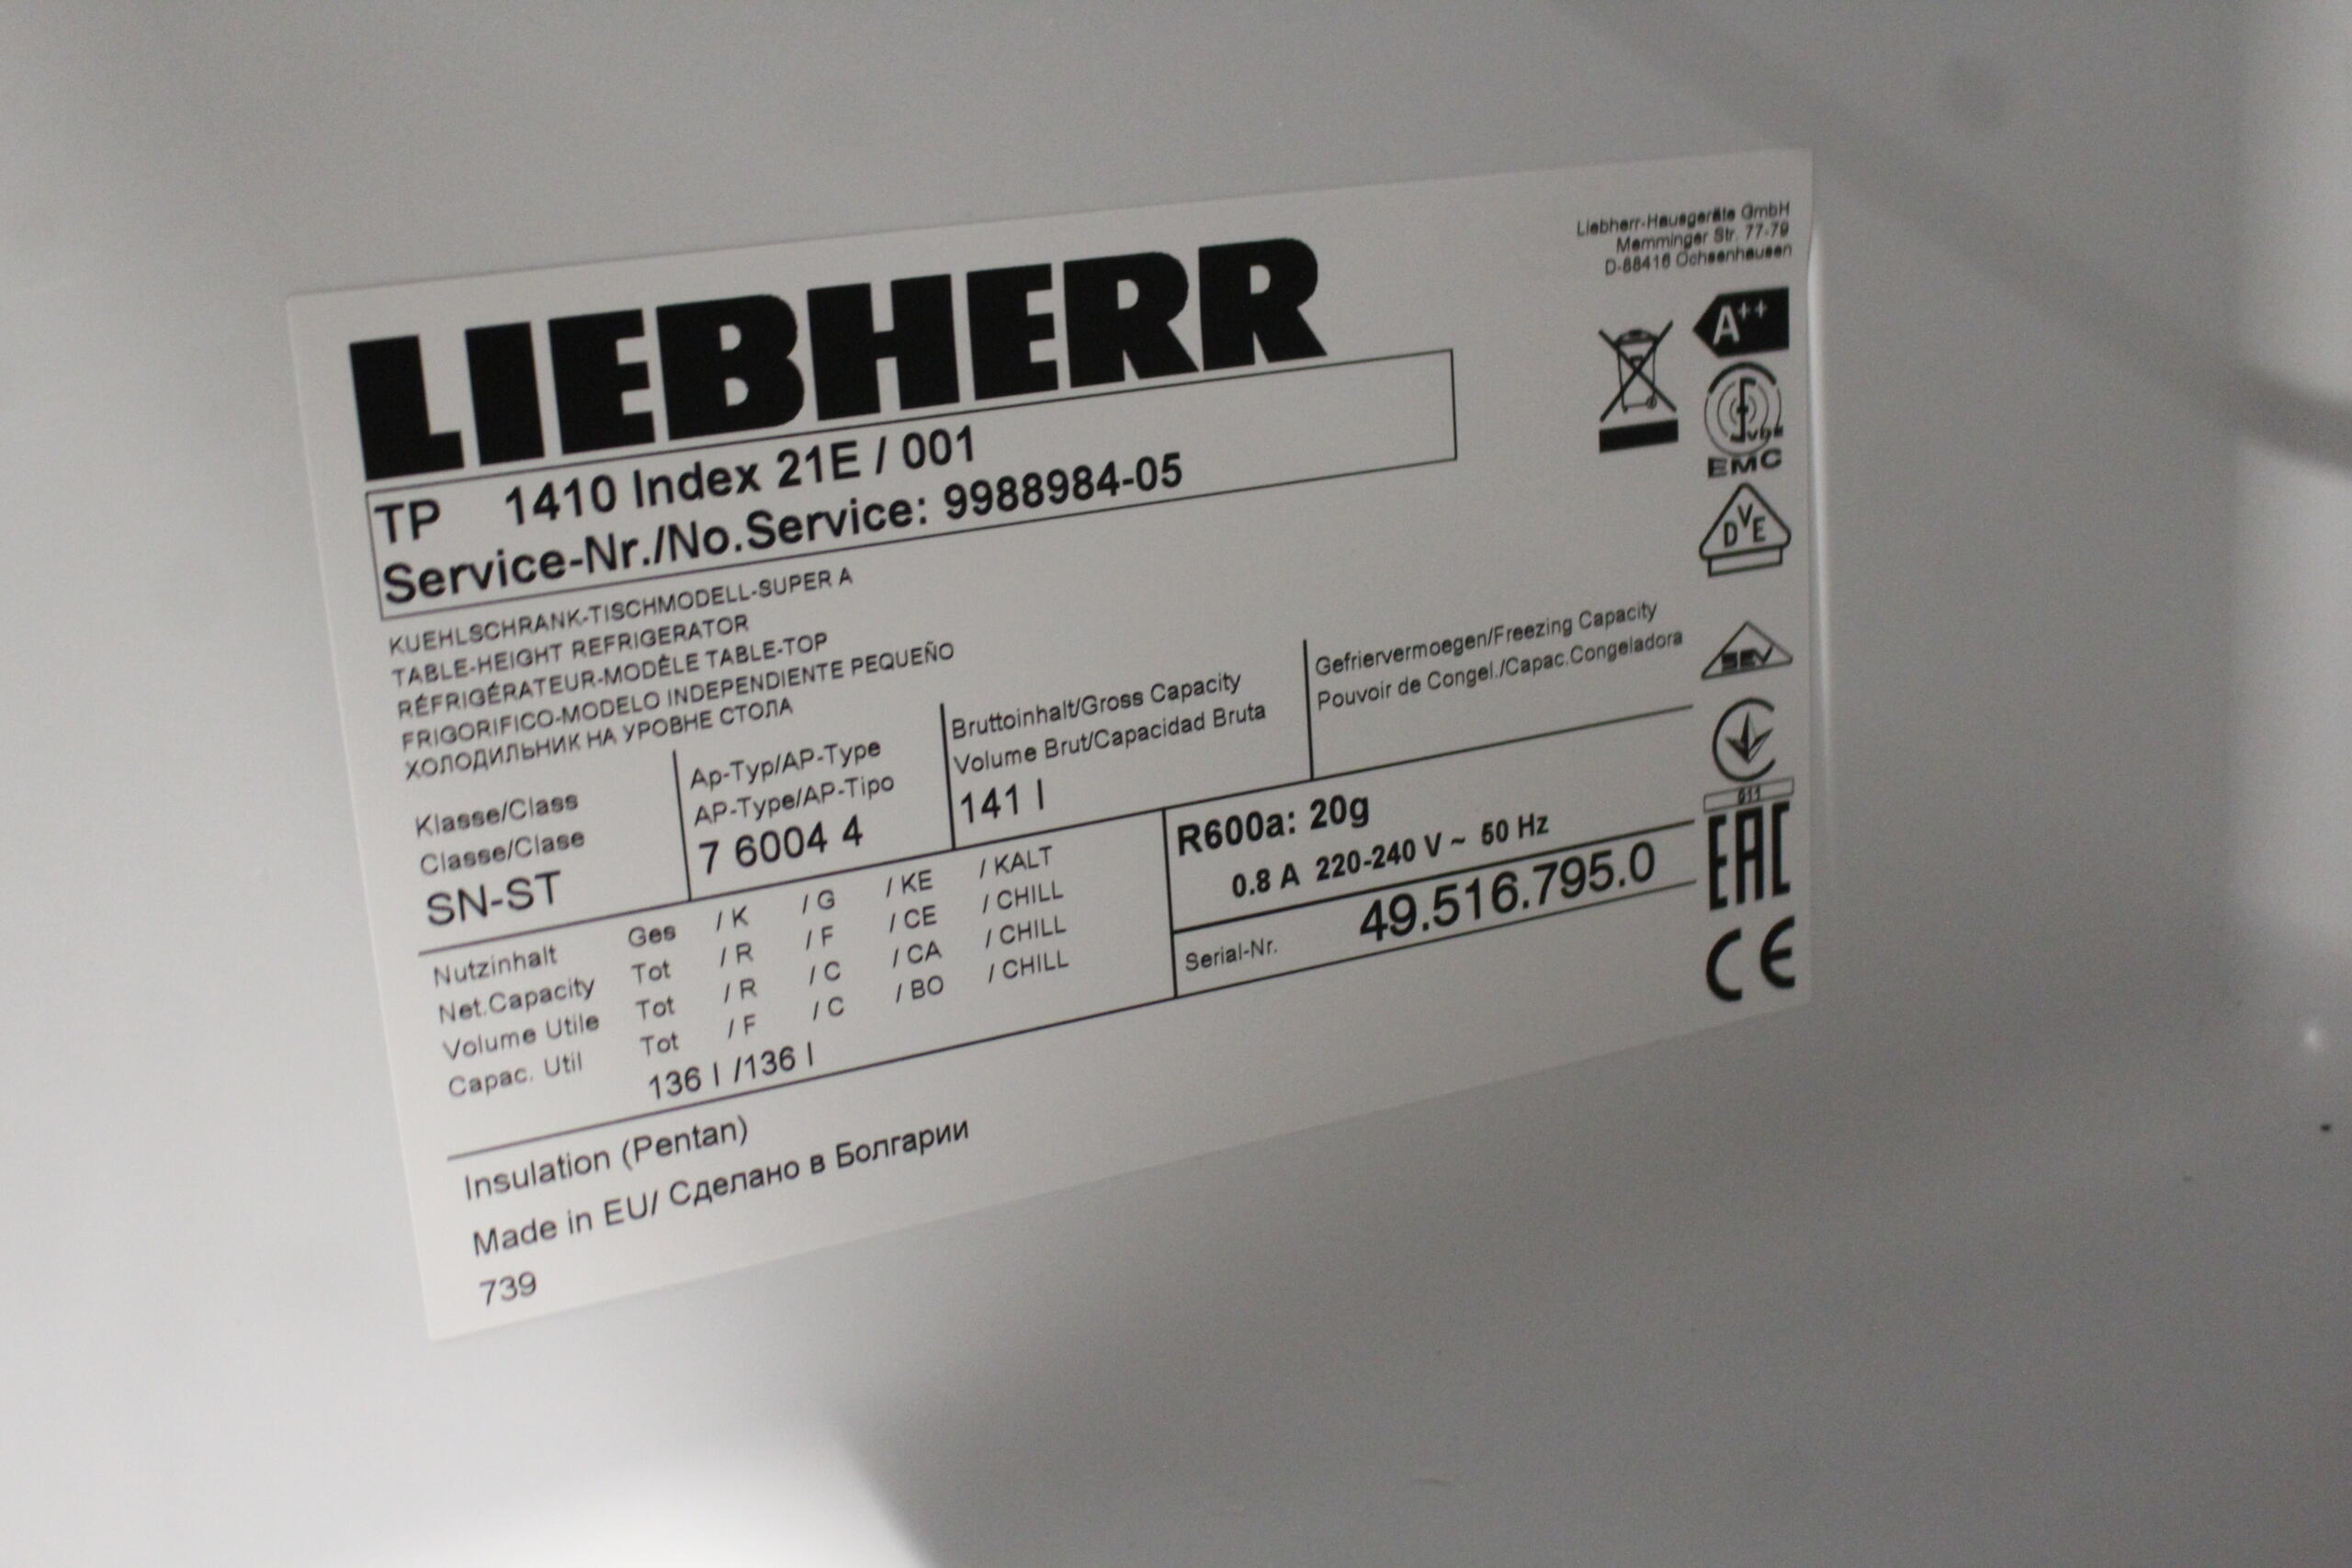 Liebherr-Hausgeräte GmbH
Memminger Str. 77-79
D-88416 Ochsenhausen
LIEBHERR
TP 1410 Index 21E / 001
Service-Nr./No.Service: 9988984-05
A++
VDE
EMC
DVE
SEV
011
EAC
CE
KUEHLSCHRANK-TISCHMODELL-SUPER A
TABLE-HEIGHT REFRIGERATOR
RÉFRIGÉRATEUR-MODÈLE TABLE-TOP
FRIGORIFICO-MODELO INDEPENDIENTE PEQUEÑO
ХОЛОДИЛЬНИК НА УРОВНЕ СТОЛА
Klasse/Class
Classe/Clase
SN-ST
Ap-Typ/AP-Type
AP-Type/AP-Tipo
7 6004 4
Bruttoinhalt/Gross Capacity
Volume Brut/Capacidad Bruta
141 l
Gefriervermoegen/Freezing Capacity
Pouvoir de Congel./Capac.Congeladora
Nutzinhalt Ges / K / G / KE / KALT
Net.Capacity Tot / R / F / CE / CHILL
Volume Utile Tot / R / C / CA / CHILL
Capac. Util Tot / F / C / BO / CHILL
136 l /136 l
R600a: 20g
0.8 A 220-240 V ~ 50 Hz
Serial-Nr. 49.516.795.0
Insulation (Pentan)
Made in EU/ Сделано в Болгарии
739